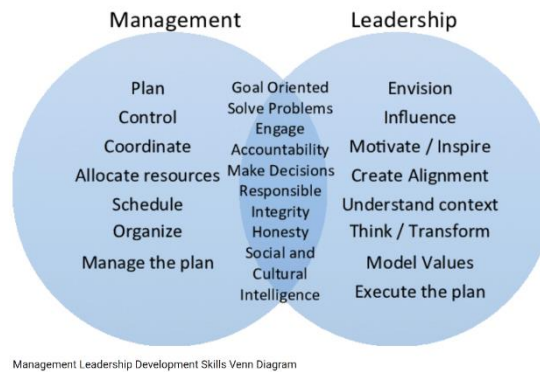 Management
Leadership
Plan
Control
Coordinate
Allocate resources
Schedule
Organize
Manage the plan
Goal Oriented
Solve Problems
Engage
Accountability
Make Decisions
Responsible
Integrity
Honesty
Social and
Cultural
Intelligence
Envision
Influence
Motivate / Inspire
Create Alignment
Understand context
Think / Transform
Model Values
Execute the plan
Management Leadership Development Skills Venn Diagram